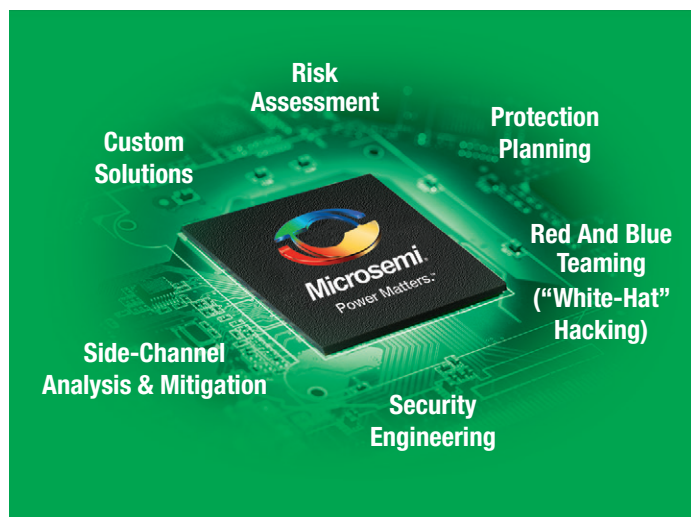 Risk
Assessment
Protection
Planning
Custom
Solutions
Red And Blue
Teaming
(“White-Hat”
Hacking)
Microsemi.
Power Matters.™
Side-Channel
Analysis & Mitigation
Security
Engineering